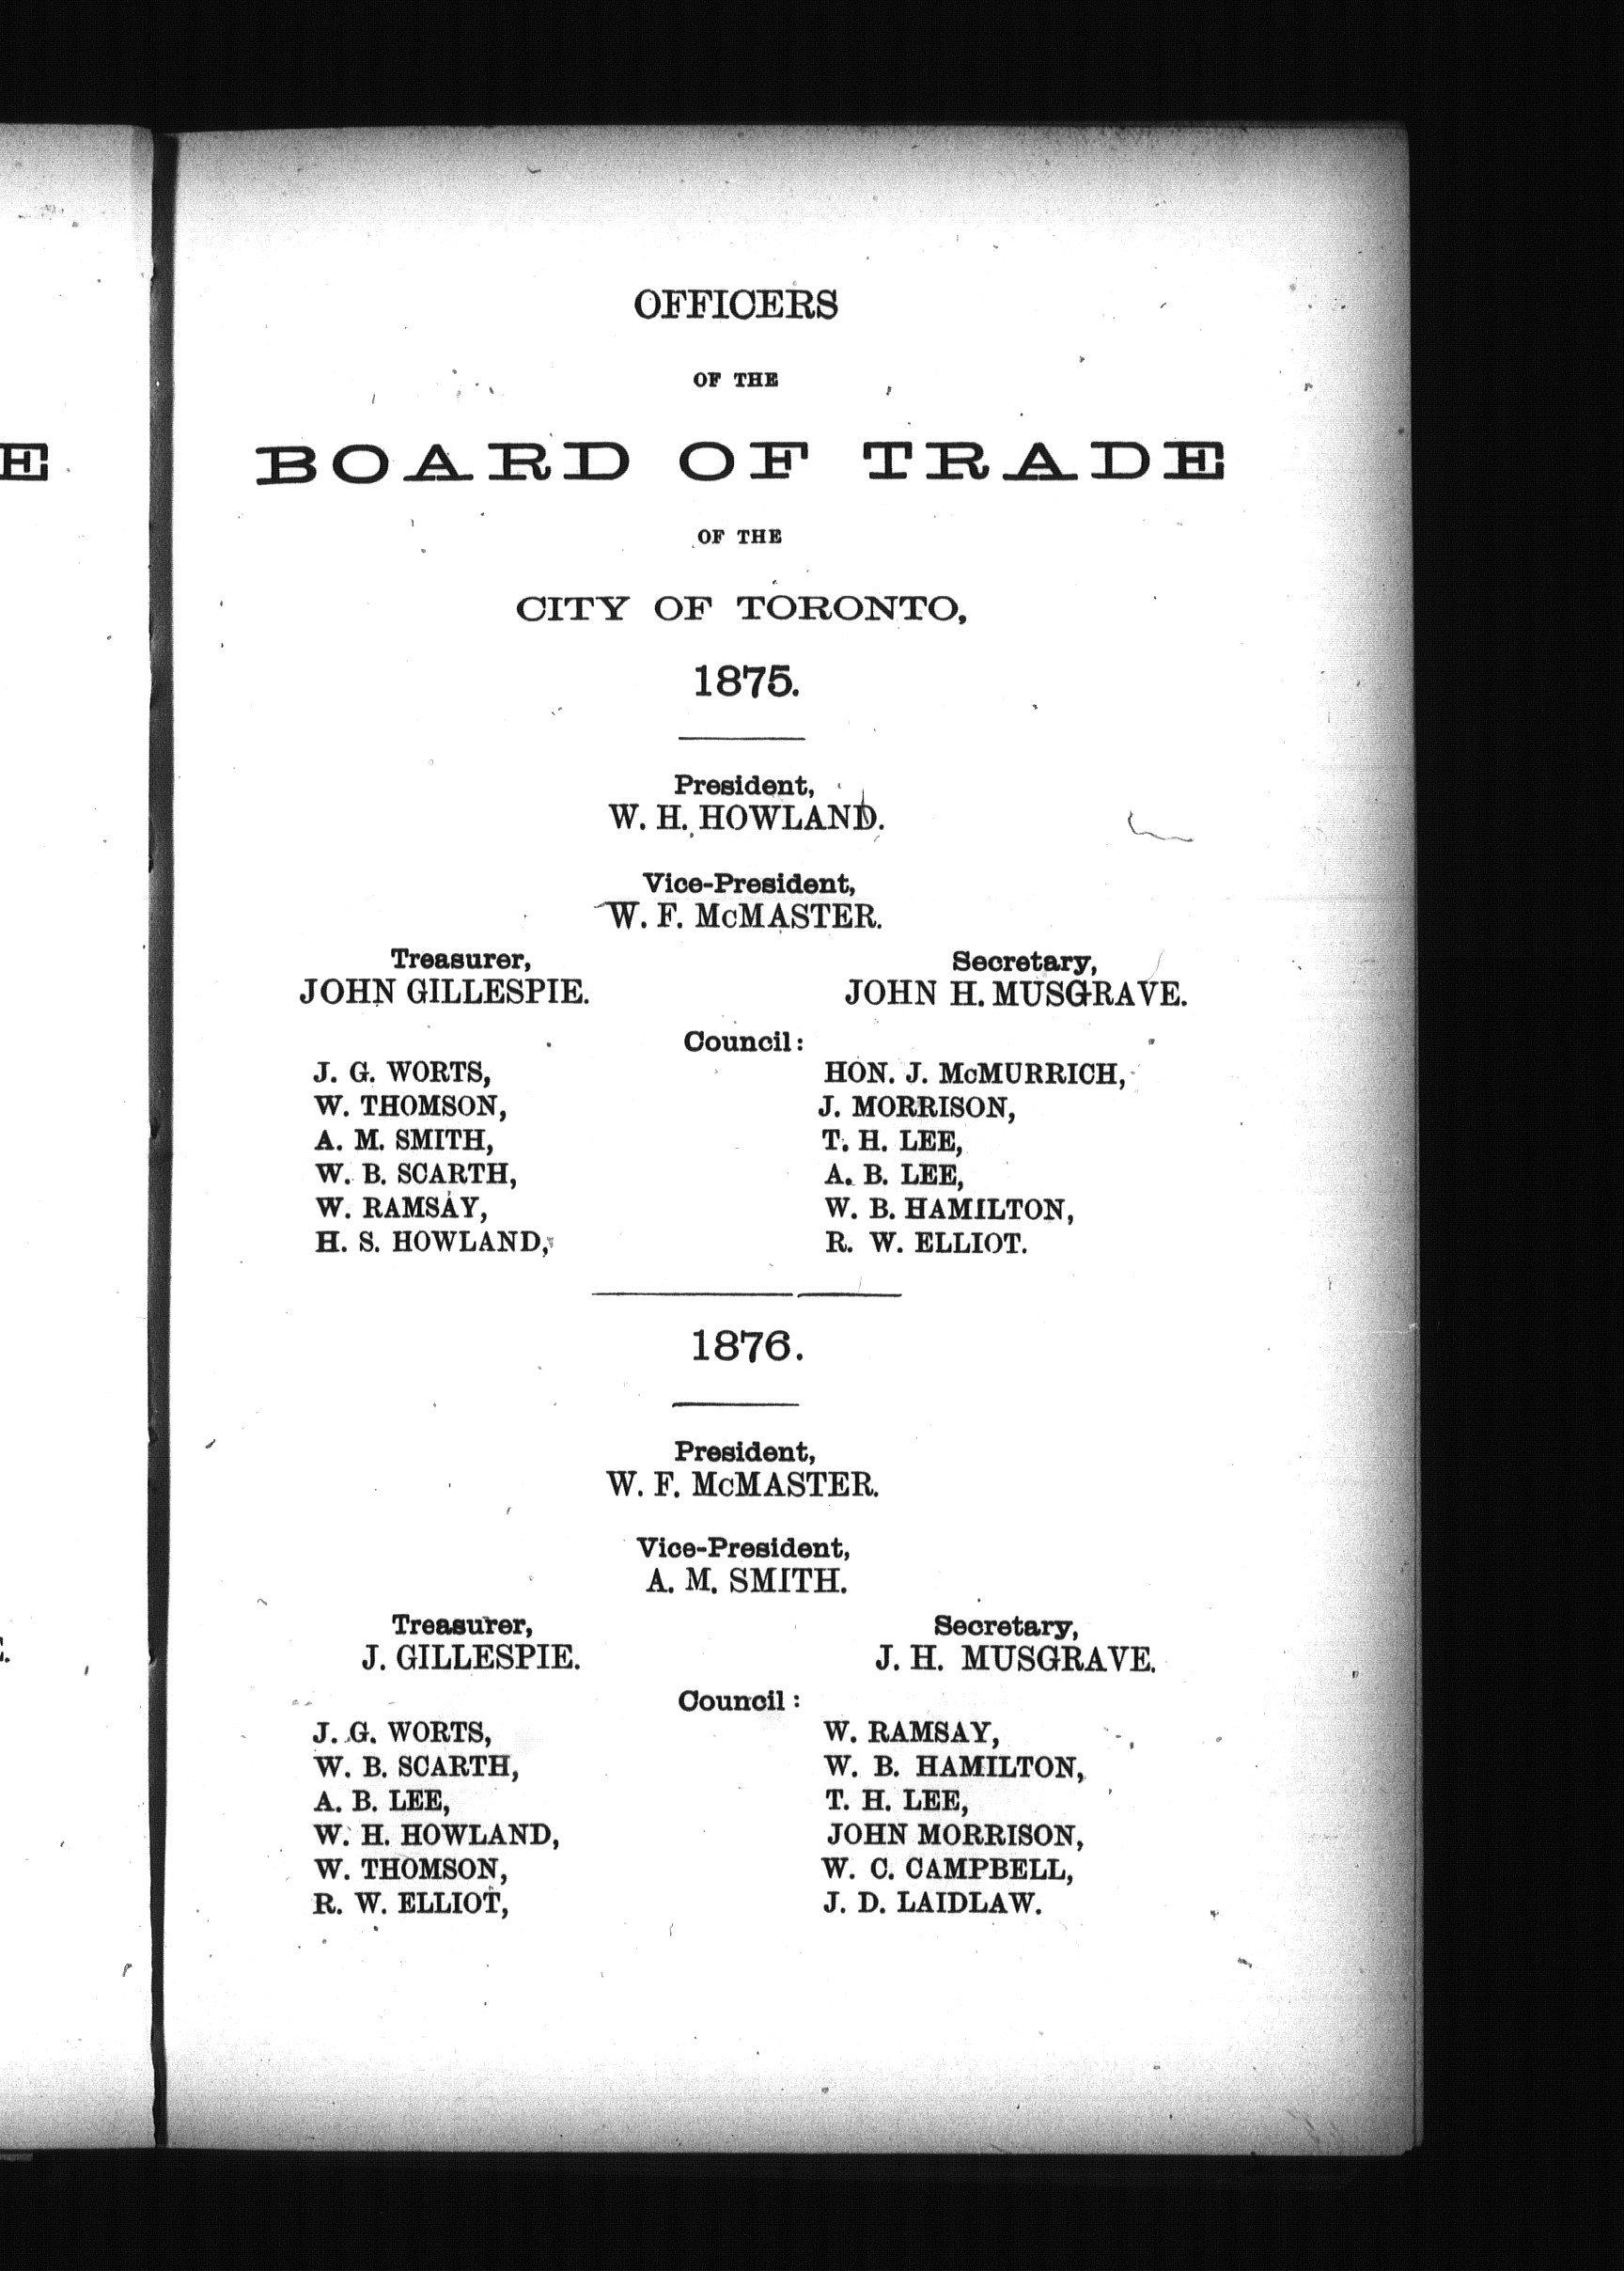 OFFICERS
OF THE
BOARD OF TRADE
OF THE
CITY OF TORONTO,
1875.
President,
W. H. HOWLAND.
Vice-President,
W. F. McMASTER.
Treasurer,
JOHN GILLESPIE.
Secretary,
JOHN H. MUSGRAVE.
Council:
J. G. WORTS,
W. THOMSON,
A. M. SMITH,
W. B. SCARTH,
W. RAMSAY,
H. S. HOWLAND,
HON. J. McMURRICH,
J. MORRISON,
T. H. LEE,
A. B. LEE,
W. B. HAMILTON,
R. W. ELLIOT.
1876.
President,
W. F. McMASTER.
Vice-President,
A. M. SMITH.
Treasurer,
J. GILLESPIE.
Secretary,
J. H. MUSGRAVE.
Council:
J. G. WORTS,
W. B. SCARTH,
A. B. LEE,
W. H. HOWLAND,
W. THOMSON,
R. W. ELLIOT,
W. RAMSAY,
W. B. HAMILTON,
T. H. LEE,
JOHN MORRISON,
W. C. CAMPBELL,
J. D. LAIDLAW.